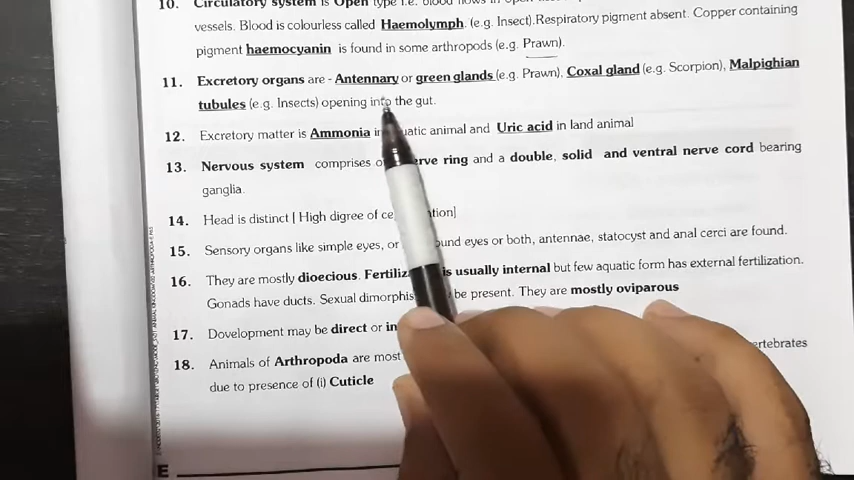 10. Circulatory system is Open type i.e. blood flows in open
vessels. Blood is colourless called Haemolymph. (e.g. Insect).Respiratory pigment absent. Copper containing
pigment haemocyanin is found in some arthropods (e.g. Prawn).
11. Excretory organs are - Antennary or green glands (e.g. Prawn), Coxal gland (e.g. Scorpion), Malpighian
tubules (e.g. Insects) opening into the gut.
12. Excretory matter is Ammonia in aquatic animal and Uric acid in land animal
13. Nervous system comprises of nerve ring and a double, solid and ventral nerve cord bearing
ganglia.
14. Head is distinct [ High digree of ation]
15. Sensory organs like simple eyes, or ound eyes or both, antennae, statocyst and anal cerci are found.
16. They are mostly dioecious. Fertiliz is usually internal but few aquatic form has external fertilization.
Gonads have ducts. Sexual dimorphis be present. They are mostly oviparous
17. Dovelopment may be direct or in
18. Animals of Arthropoda are most ertebrates
due to presence of (i) Cuticle
E